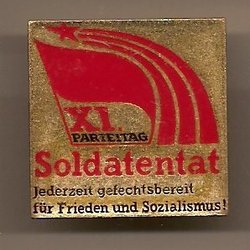 XI.
PARTEITAG
Soldatentat
Jederzeit gefechtsbereit
für Frieden und Sozialismus!